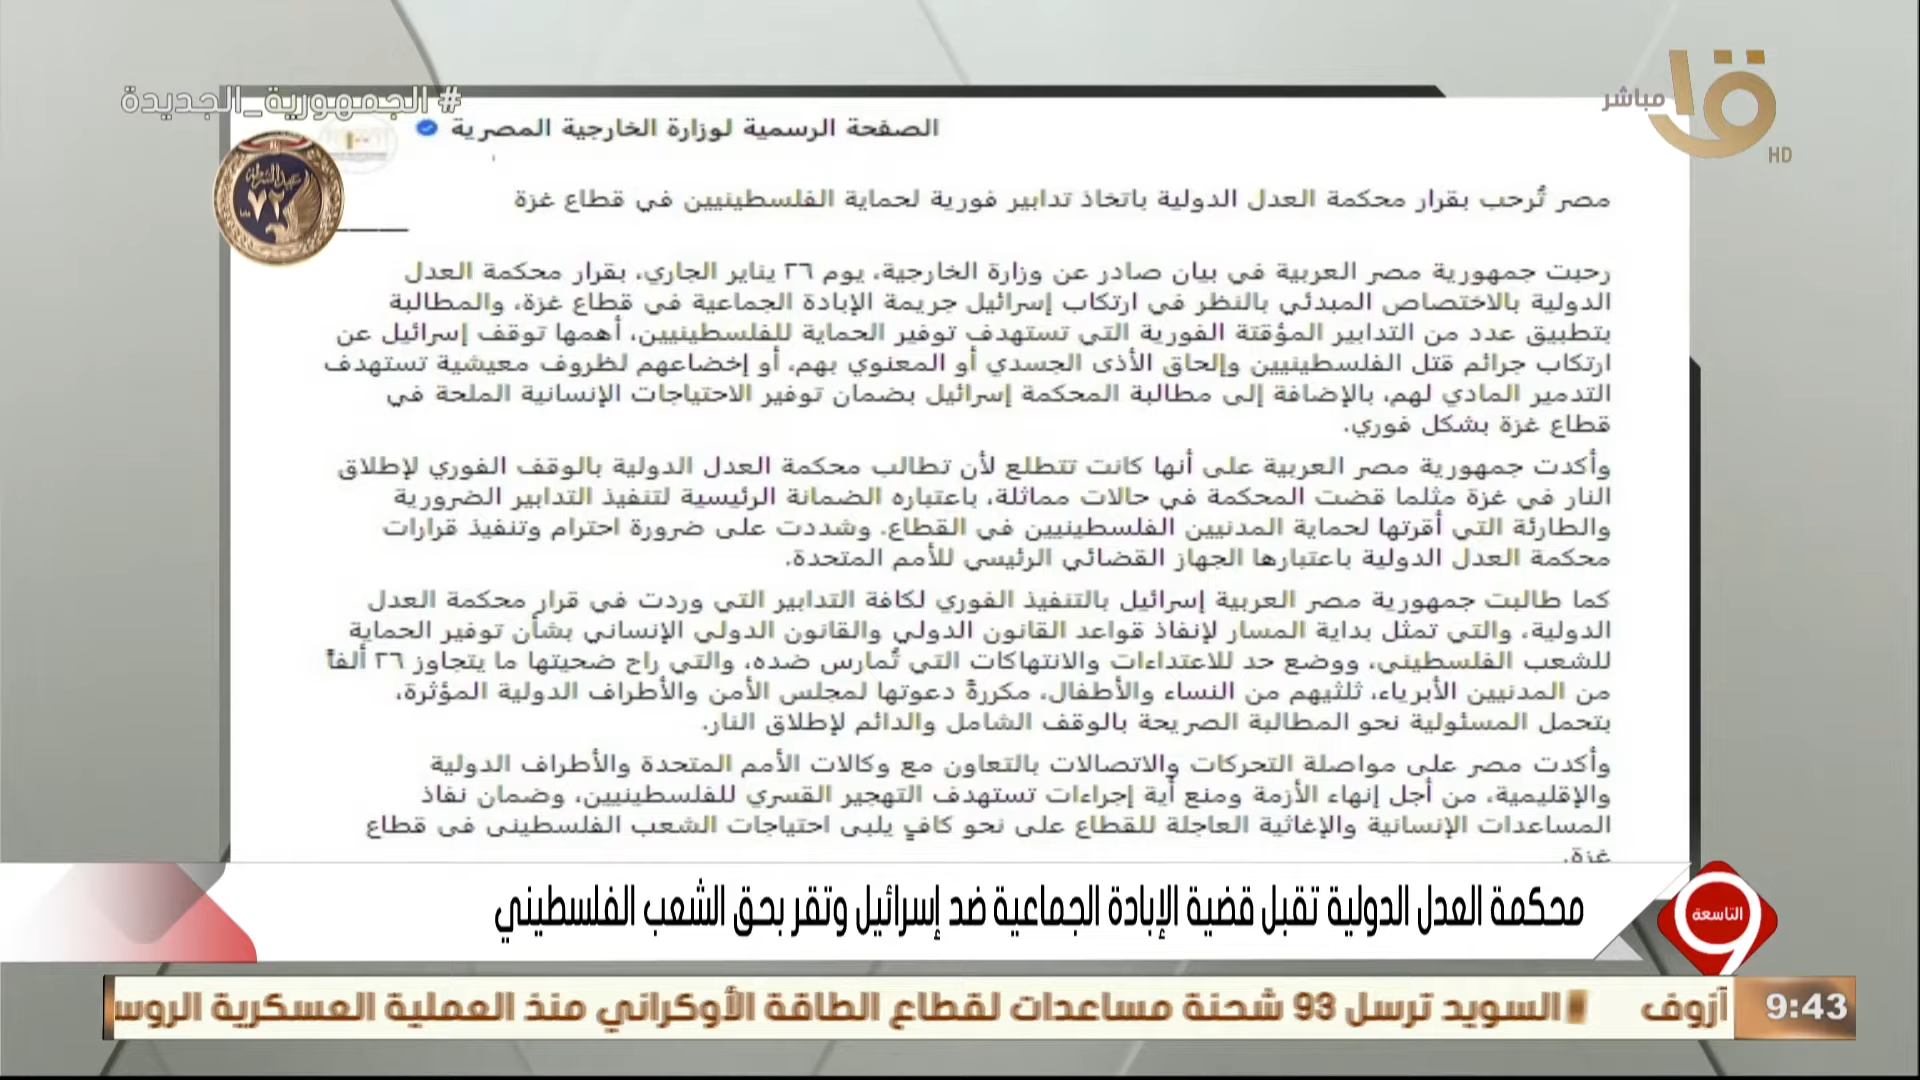 #الجمهورية_الجديدة
مباشر
HD
الصفحة الرسمية لوزارة الخارجية المصرية
عيد الشرطة
٧٢
مصر تُرحب بقرار محكمة العدل الدولية باتخاذ تدابير فورية لحماية الفلسطينيين في قطاع غزة
رحبت جمهورية مصر العربية في بيان صادر عن وزارة الخارجية، يوم ٢٦ يناير الجاري، بقرار محكمة العدل
الدولية بالاختصاص المبدئي بالنظر في ارتكاب إسرائيل جريمة الإبادة الجماعية في قطاع غزة، والمطالبة
بتطبيق عدد من التدابير المؤقتة الفورية التي تستهدف توفير الحماية للفلسطينيين، أهمها توقف إسرائيل عن
ارتكاب جرائم قتل الفلسطينيين وإلحاق الأذى الجسدي أو المعنوي بهم، أو إخضاعهم لظروف معيشية تستهدف
التدمير المادي لهم، بالإضافة إلى مطالبة المحكمة إسرائيل بضمان توفير الاحتياجات الإنسانية الملحة في
قطاع غزة بشكل فوري.
وأكدت جمهورية مصر العربية على أنها كانت تتطلع لأن تطالب محكمة العدل الدولية بالوقف الفوري لإطلاق
النار في غزة مثلما قضت المحكمة في حالات مماثلة، باعتباره الضمانة الرئيسية لتنفيذ التدابير الضرورية
والطارئة التي أقرتها لحماية المدنيين الفلسطينيين في القطاع. وشددت على ضرورة احترام وتنفيذ قرارات
محكمة العدل الدولية باعتبارها الجهاز القضائي الرئيسي للأمم المتحدة.
كما طالبت جمهورية مصر العربية إسرائيل بالتنفيذ الفوري لكافة التدابير التي وردت في قرار محكمة العدل
الدولية، والتي تمثل بداية المسار لإنفاذ قواعد القانون الدولي والقانون الدولي الإنساني بشأن توفير الحماية
للشعب الفلسطيني، ووضع حد للاعتداءات والانتهاكات التي تُمارس ضده، والتي راح ضحيتها ما يتجاوز ٢٦ ألفاً
من المدنيين الأبرياء، ثلثيهم من النساء والأطفال، مكررةً دعوتها لمجلس الأمن والأطراف الدولية المؤثرة،
بتحمل المسئولية نحو المطالبة الصريحة بالوقف الشامل والدائم لإطلاق النار.
وأكدت مصر على مواصلة التحركات والاتصالات بالتعاون مع وكالات الأمم المتحدة والأطراف الدولية
والإقليمية، من أجل إنهاء الأزمة ومنع أية إجراءات تستهدف التهجير القسري للفلسطينيين، وضمان نفاذ
المساعدات الإنسانية والإغاثية العاجلة للقطاع على نحو كافٍ يلبى احتياجات الشعب الفلسطينى فى قطاع
غزة.
محكمة العدل الدولية تقبل قضية الإبادة الجماعية ضد إسرائيل وتقر بحق الشعب الفلسطيني
التاسعة
9
9:43
آزوف السويد ترسل 93 شحنة مساعدات لقطاع الطاقة الأوكراني منذ العملية العسكرية الروس